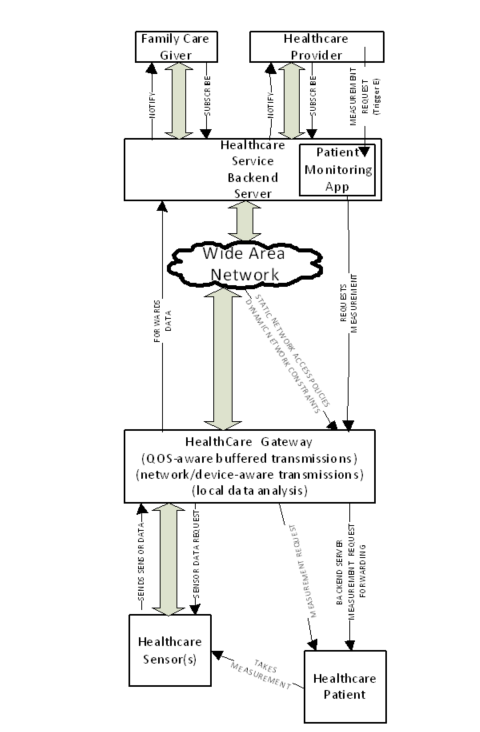 Family Care
Giver
Healthcare
Provider
NOTIFY
SUBSCRIBE
NOTIFY
SUBSCRIBE
MEASUREMENT
REQUEST
(Trigger E)
Healthcare
Service
Backend
Server
Patient
Monitoring
App
Wide Area
Network
FORWARDS
DATA
STATIC NETWORK ACCESS POLICIES
DYNAMIC NETWORK CONSTRAINTS
REQUESTS
MEASUREMENT
HealthCare Gateway
(QOS-aware buffered transmissions)
(network/device-aware transmissions)
(local data analysis)
SENDS SENSOR DATA
SENSOR DATA REQUEST
MEASUREMENT REQUEST
BACKEND SERVER
MEASUREMENT REQUEST
FORWARDING
Healthcare
Sensor(s)
TAKES
MEASUREMENT
Healthcare
Patient